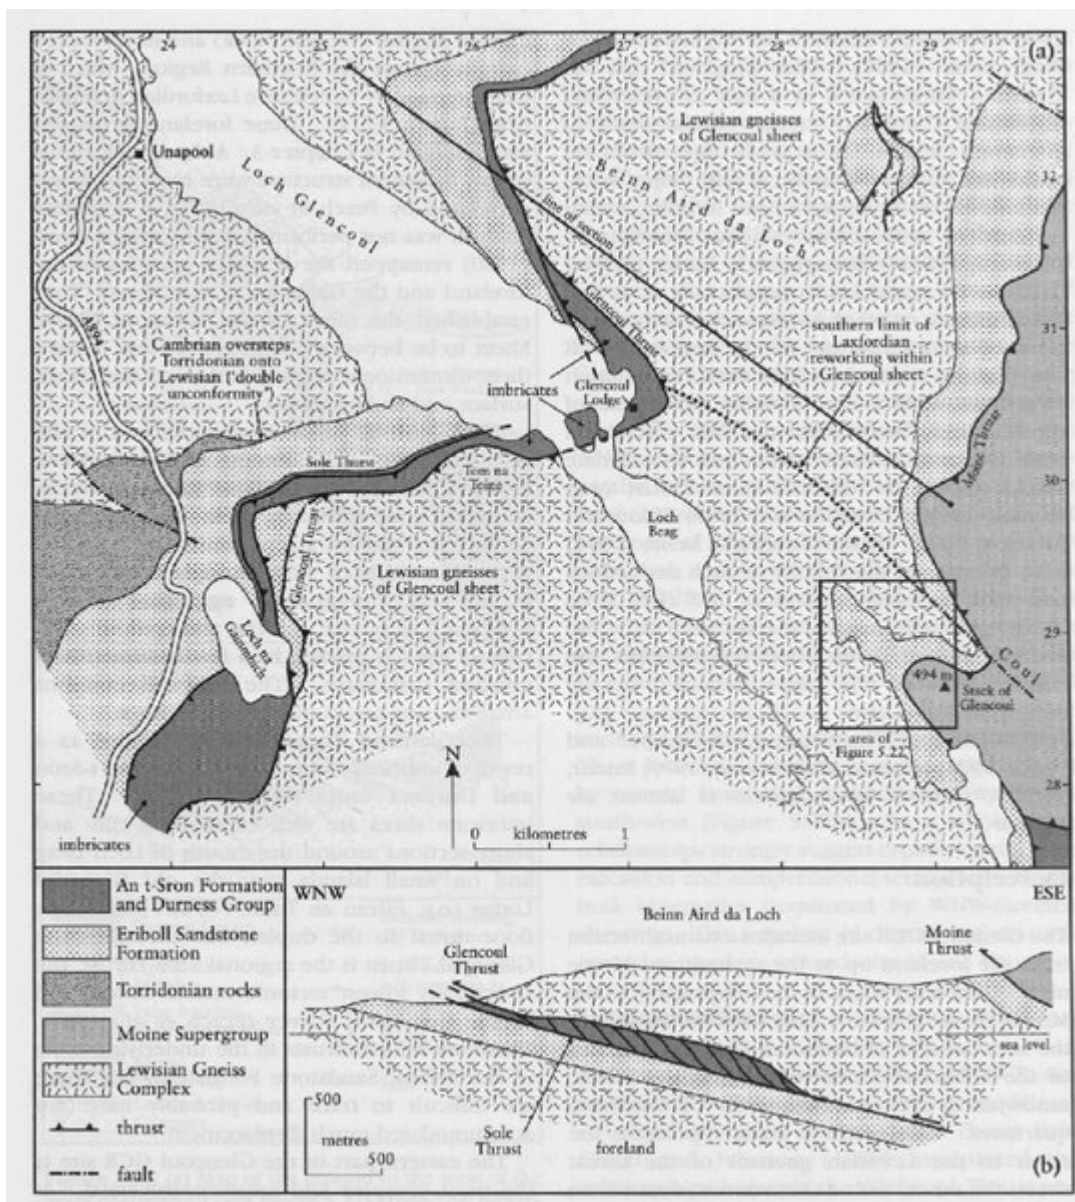 24
25
26
27
28
29
(a)
Lewisian gneisses
of Glencoul sheet
Unapool
Loch Glencoul
Beinn Aird da Loch
line of section
Glencoul Thrust
31
southern limit of
Laxfordian
reworking within
Glencoul sheet
A894
Cambrian oversteps
Torridonian onto
Lewisian ('double
unconformity')
imbricates
Glencoul
Lodge
Moine Thrust
Sole Thurst
Tom na
Toine
30
Loch
Beag
Glen
Glencoul Thrust
Lewisian gneisses
of Glencoul sheet
29
Coul
494 m
Stack of
Glencoul
area of
Figure 5.22
N
28
0 kilometres 1
imbricates
An t-Sron Formation
and Durness Group
Eriboll Sandstone
Formation
Torridonian rocks
Moine Supergroup
Lewisian Gneiss
Complex
thrust
fault
WNW
ESE
Beinn Aird da Loch
Moine
Thrust
Glencoul
Thrust
sea level
500
metres
500
Sole
Thrust
foreland
(b)